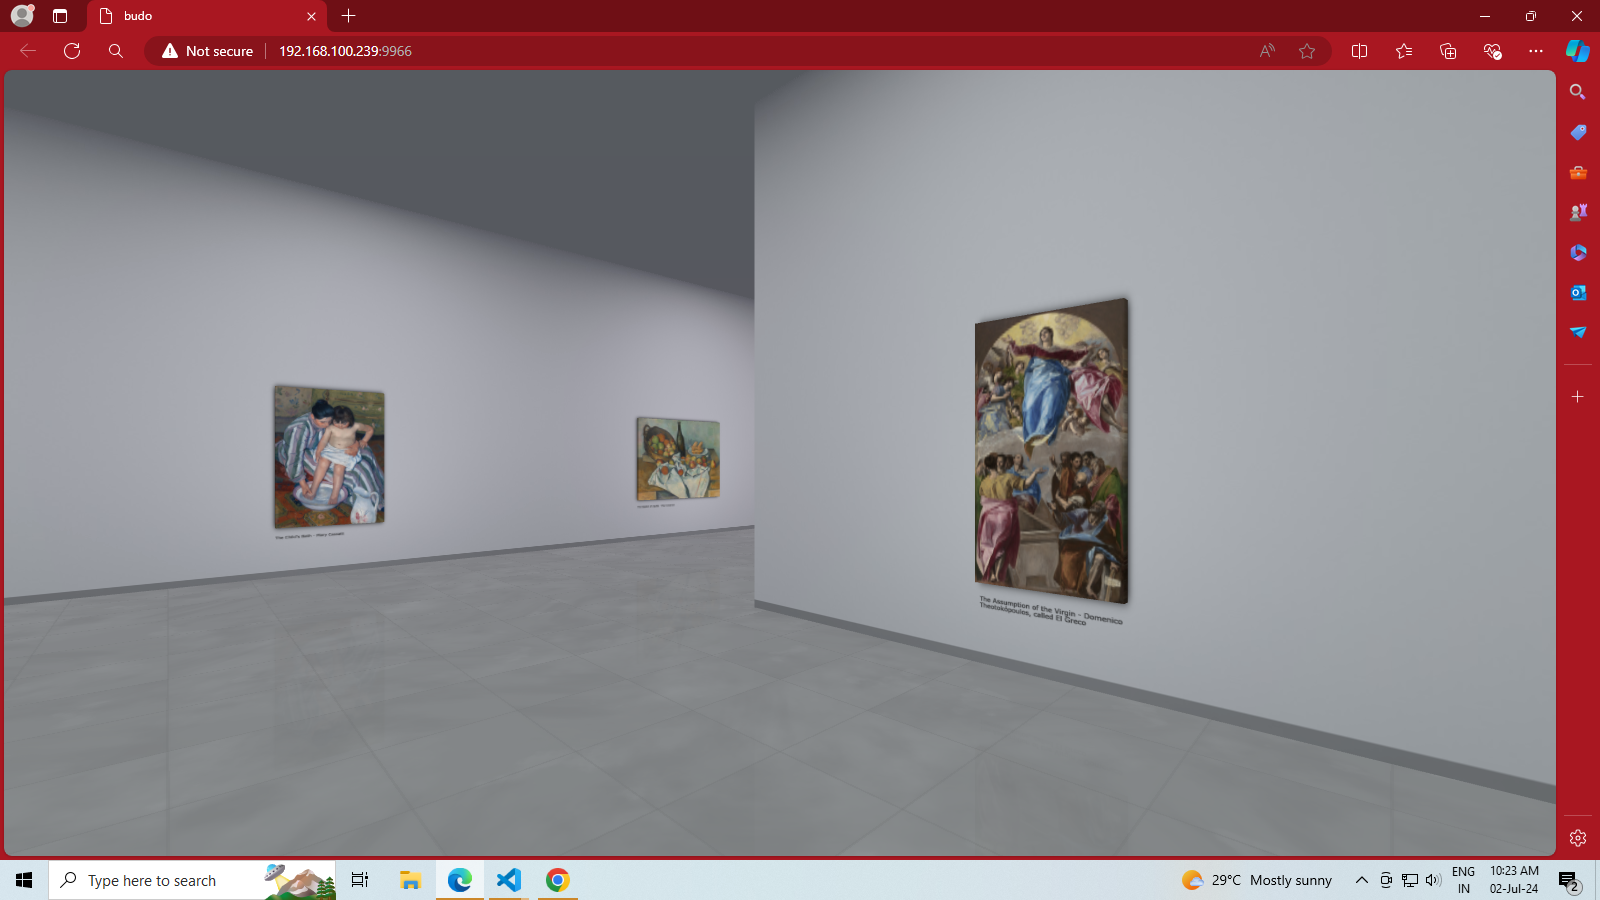 budo
Not secure
192.168.100.239:9966
The Child's Bath - Mary Cassatt
The Assumption of the Virgin - Domenico
Theotokópoulos, called El Greco
Type here to search
29°C Mostly sunny
ENG
IN
10:23 AM
02-Jul-24
2